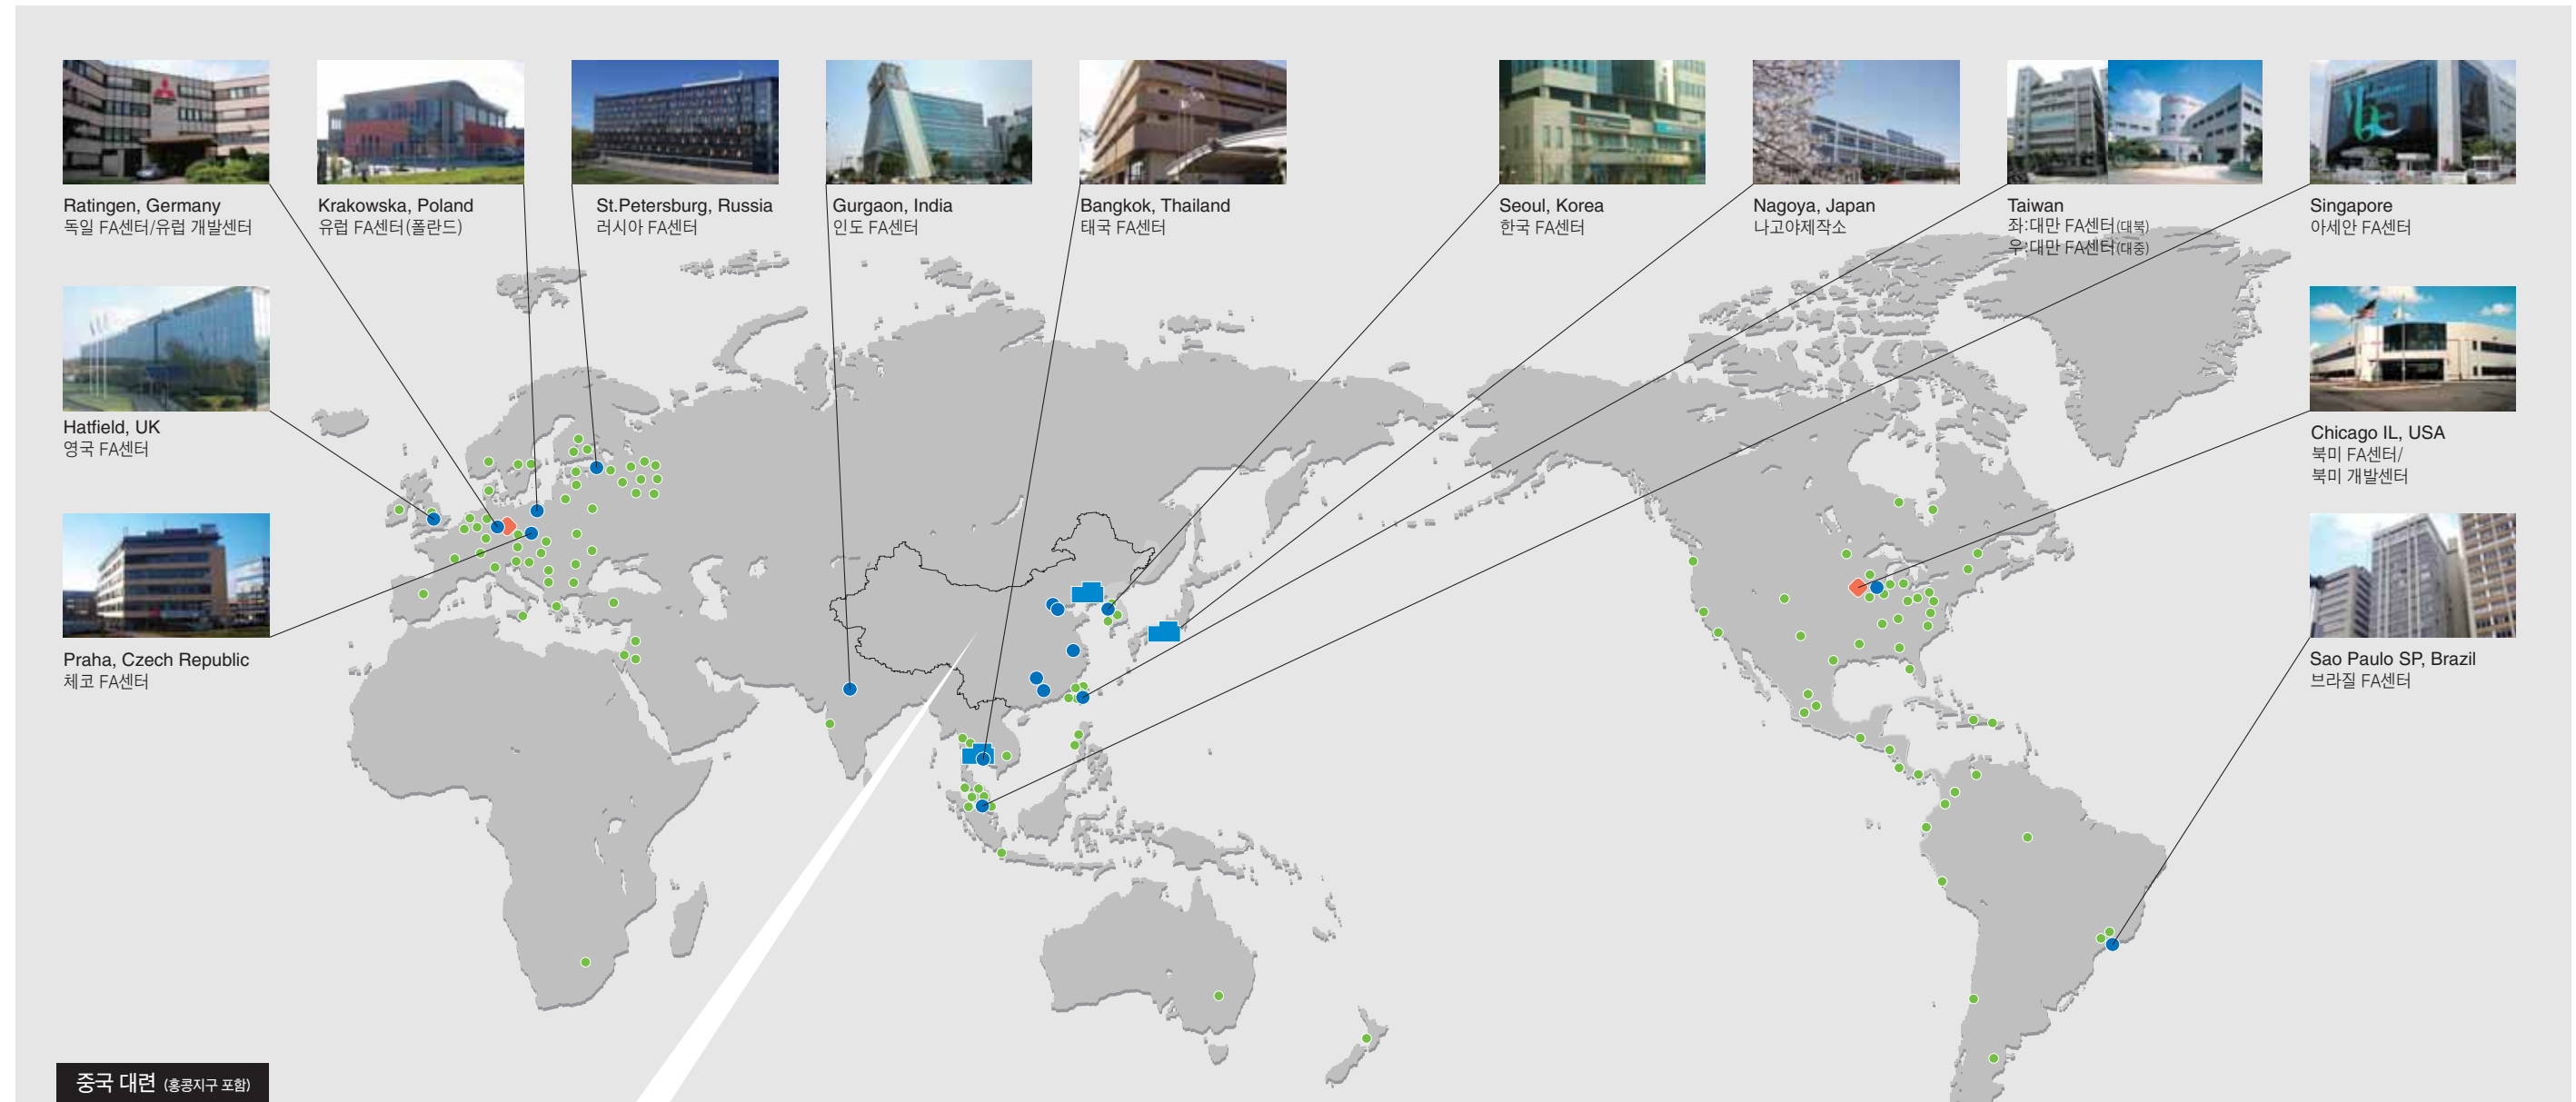 Ratingen, Germany
독일 FA센터/유럽 개발센터
Krakowska, Poland
유럽 FA센터(폴란드)
St.Petersburg, Russia
러시아 FA센터
Gurgaon, India
인도 FA센터
Bangkok, Thailand
태국 FA센터
Seoul, Korea
한국 FA센터
Nagoya, Japan
나고야제작소
Taiwan
좌:대만 FA센터(대북)
우:대만 FA센터(대중)
Singapore
아세안 FA센터
Hatfield, UK
영국 FA센터
Chicago IL, USA
북미 FA센터/
북미 개발센터
Praha, Czech Republic
체코 FA센터
Sao Paulo SP, Brazil
브라질 FA센터
중국 대련 (홍콩지구 포함)